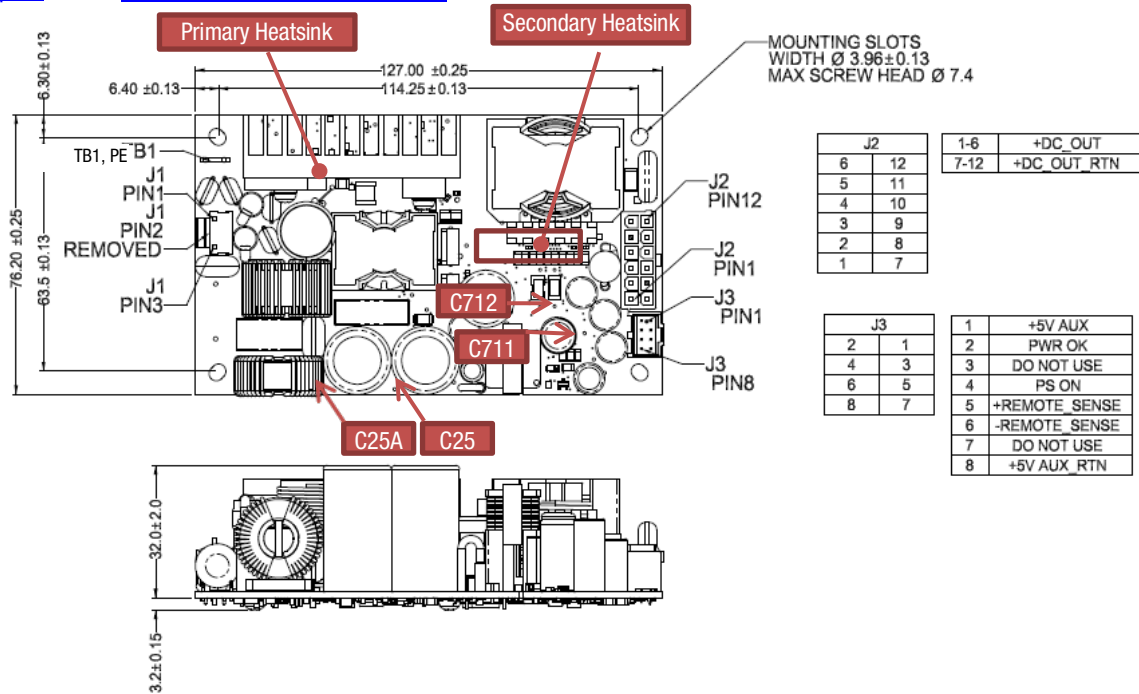 Primary Heatsink
Secondary Heatsink
MOUNTING SLOTS
WIDTH Ø 3.96±0.13
MAX SCREW HEAD Ø 7.4
127.00 ±0.25
114.25±0.13
6.40 ±0.13
6.30±0.13
76.20 ±0.25
63.5 ±0.13
TB1, PE
B1
J1
PIN1
J1
PIN2
REMOVED
J1
PIN3
J2
PIN12
J2
PIN1
J3
PIN1
J3
PIN8
C712
C711
C25A
C25
32.0±2.0
3.2±0.15
J2
6 12
5 11
4 10
3 9
2 8
1 7
1-6 +DC_OUT
7-12 +DC_OUT_RTN
J3
2 1
4 3
6 5
8 7
1 +5V AUX
2 PWR OK
3 DO NOT USE
4 PS ON
5 +REMOTE_SENSE
6 -REMOTE_SENSE
7 DO NOT USE
8 +5V AUX_RTN